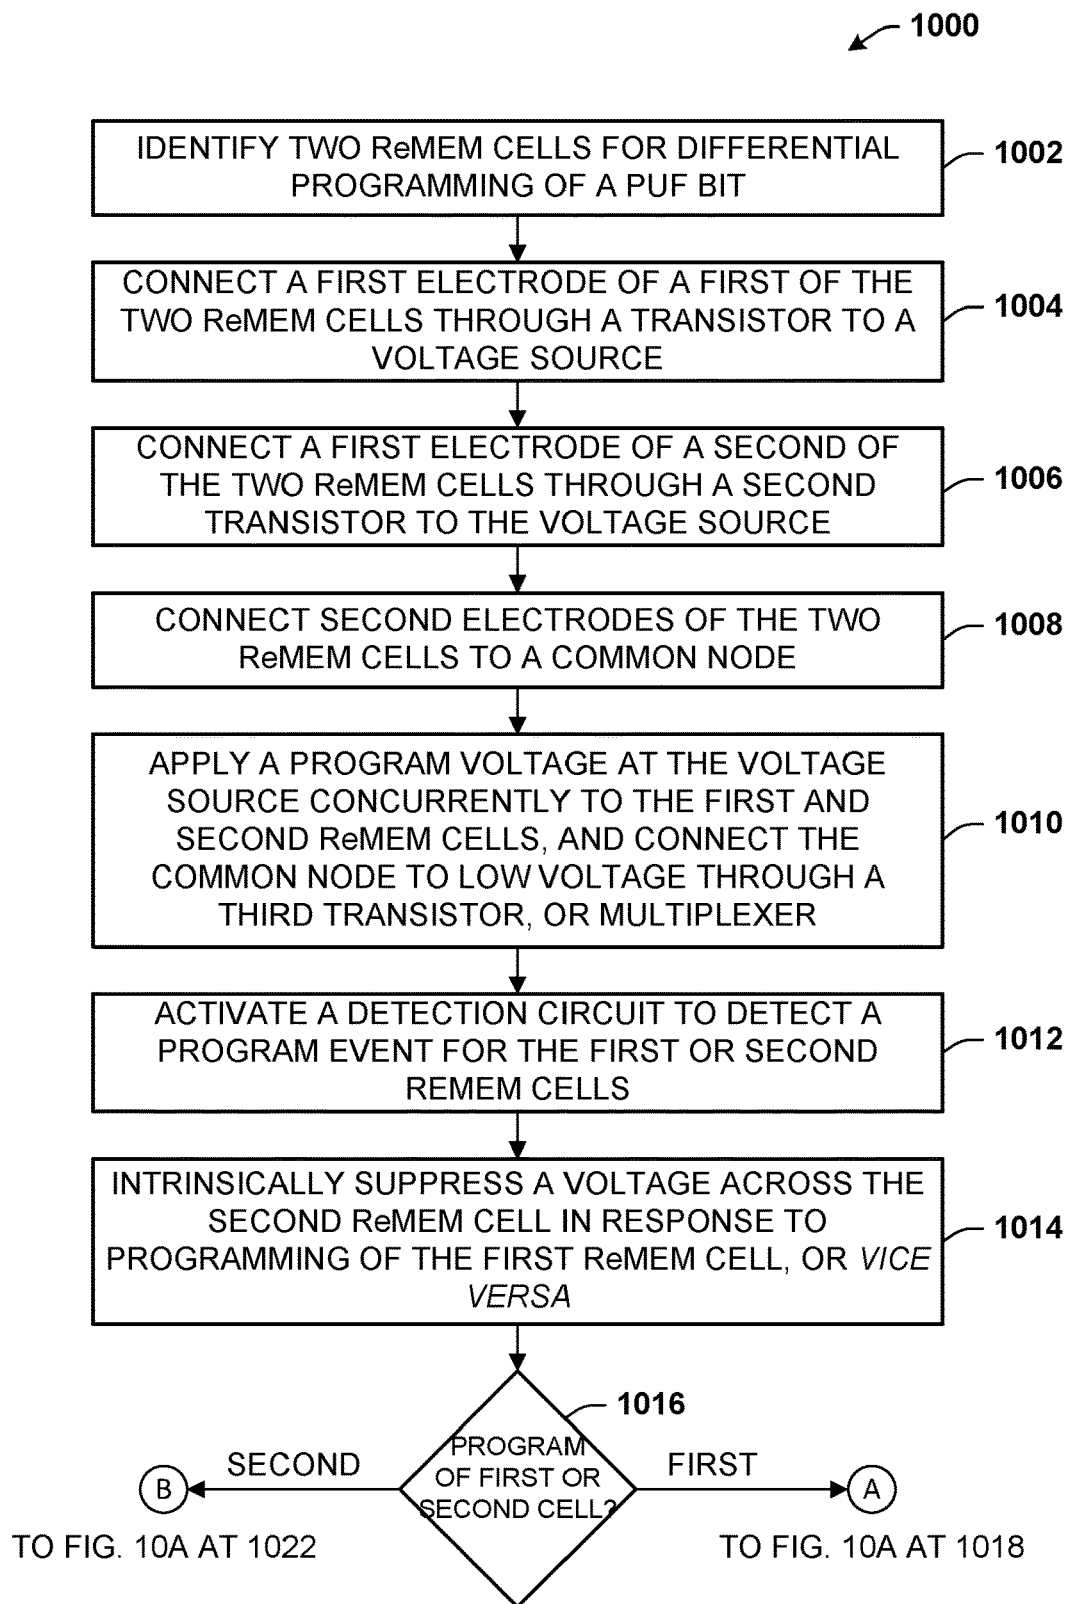 1000
IDENTIFY TWO ReMEM CELLS FOR DIFFERENTIAL
PROGRAMMING OF A PUF BIT
1002
CONNECT A FIRST ELECTRODE OF A FIRST OF THE
TWO ReMEM CELLS THROUGH A TRANSISTOR TO A
VOLTAGE SOURCE
1004
CONNECT A FIRST ELECTRODE OF A SECOND OF
THE TWO ReMEM CELLS THROUGH A SECOND
TRANSISTOR TO THE VOLTAGE SOURCE
1006
CONNECT SECOND ELECTRODES OF THE TWO
ReMEM CELLS TO A COMMON NODE
1008
APPLY A PROGRAM VOLTAGE AT THE VOLTAGE
SOURCE CONCURRENTLY TO THE FIRST AND
SECOND ReMEM CELLS, AND CONNECT THE
COMMON NODE TO LOW VOLTAGE THROUGH A
THIRD TRANSISTOR, OR MULTIPLEXER
1010
ACTIVATE A DETECTION CIRCUIT TO DETECT A
PROGRAM EVENT FOR THE FIRST OR SECOND
REMEM CELLS
1012
INTRINSICALLY SUPPRESS A VOLTAGE ACROSS THE
SECOND ReMEM CELL IN RESPONSE TO
PROGRAMMING OF THE FIRST ReMEM CELL, OR VICE
VERSA
1014
1016
PROGRAM
OF FIRST OR
SECOND CELL?
SECOND
FIRST
B
A
TO FIG. 10A AT 1022
TO FIG. 10A AT 1018